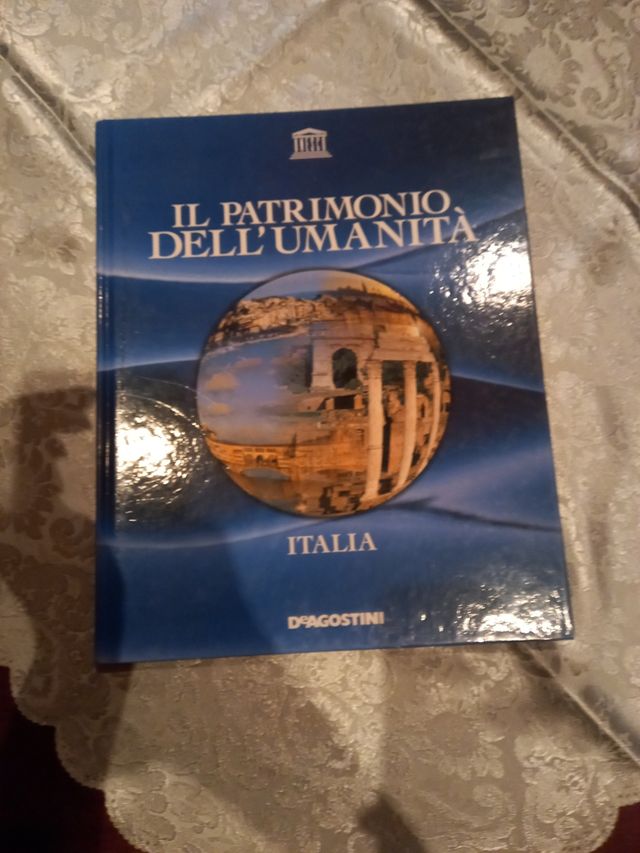 IL PATRIMONIO
DELL'UMANITÀ
ITALIA
DEAGOSTINI